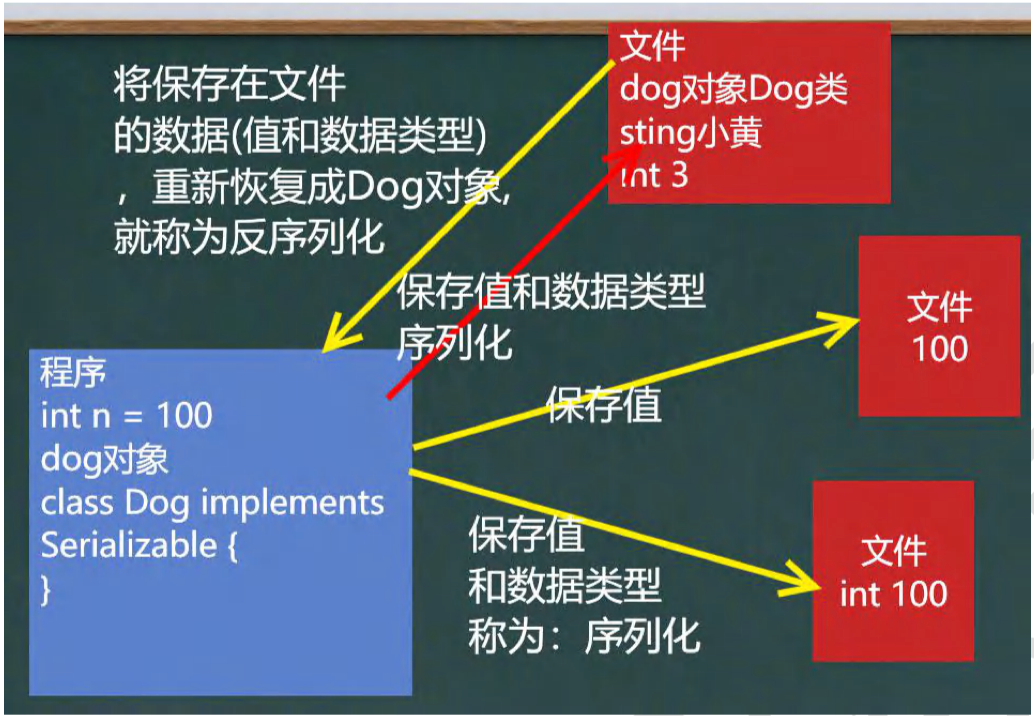 将保存在文件
的数据(值和数据类型)
，重新恢复成Dog对象,
就称为反序列化
文件
dog对象Dog类
sting小黄
int 3
保存值和数据类型
序列化
文件
100
保存值
程序
int n = 100
dog对象
class Dog implements
Serializable {
}
保存值
和数据类型
称为：序列化
文件
int 100